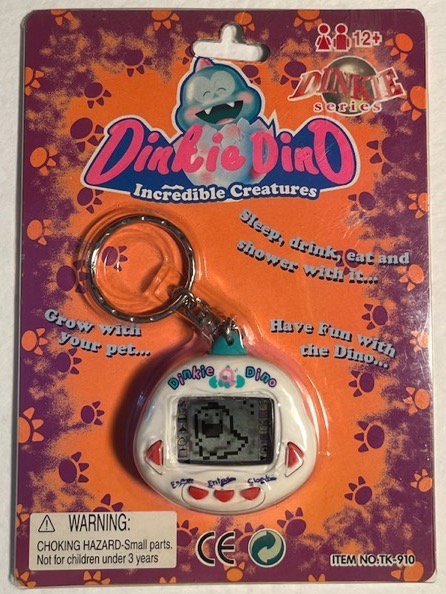 12+
DINKIE
series
Dinkie Dino
Incredible Creatures
Sleep, drink, eat and
shower with it...
Grow with
your pet...
Have Fun with
the Dino...
Dinkie Dino
Enter
WARNING:
CHOKING HAZARD-Small parts.
Not for children under 3 years
CE
ITEM NO:TK-910